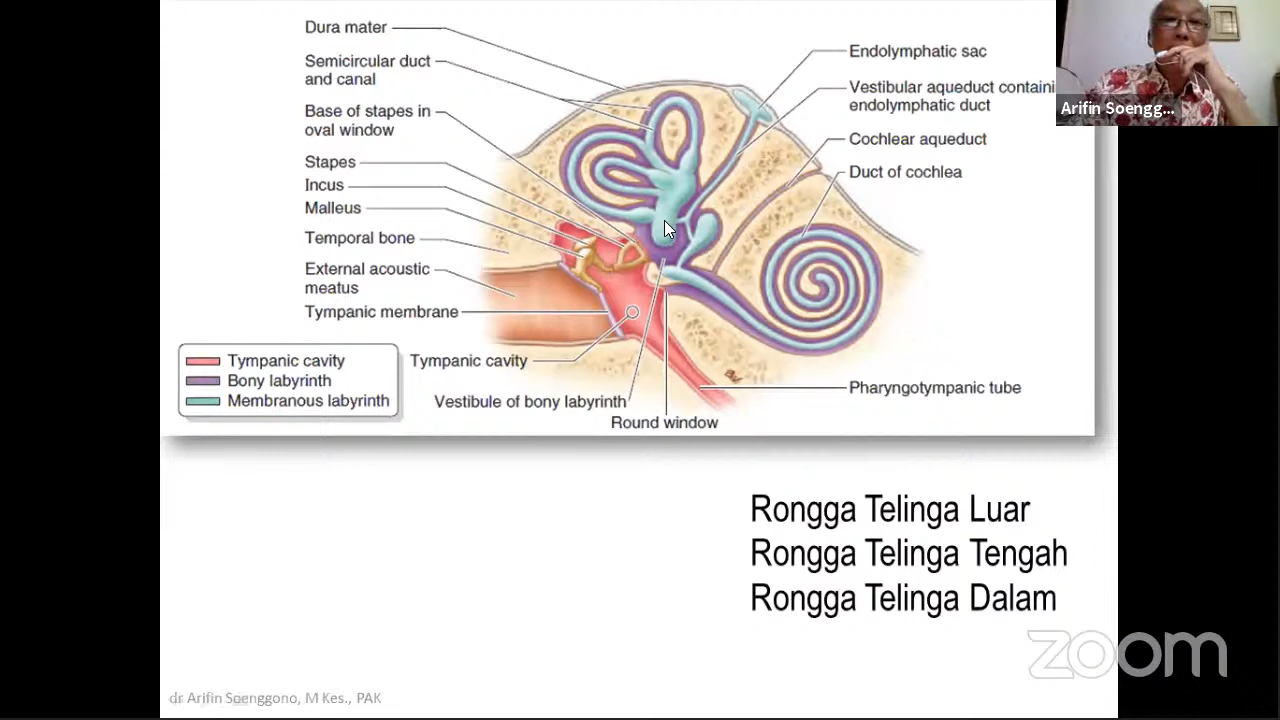 Dura mater
Semicircular duct
and canal
Base of stapes in
oval window
Stapes
Incus
Malleus
Temporal bone
External acoustic
meatus
Tympanic membrane
Endolymphatic sac
Vestibular aqueduct containi
endolymphatic duct
Cochlear aqueduct
Duct of cochlea
Arifin Soengg...
Tympanic cavity
Bony labyrinth
Membranous labyrinth
Tympanic cavity
Vestibule of bony labyrinth
Round window
Pharyngotympanic tube
Rongga Telinga Luar
Rongga Telinga Tengah
Rongga Telinga Dalam
zoom
dr Arifin Soenggono, M Kes., PAK